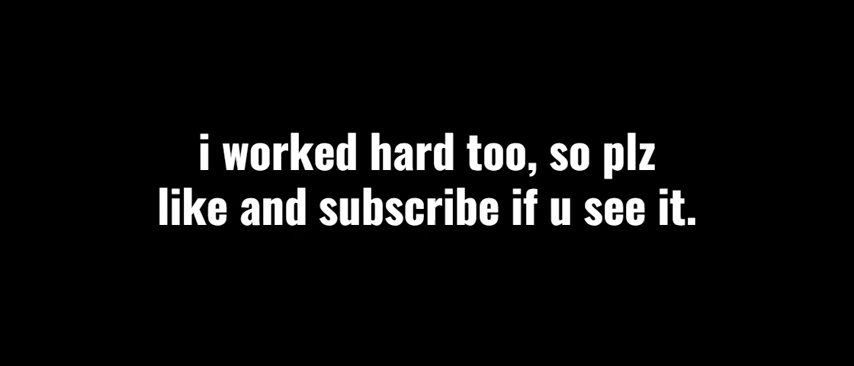 i worked hard too, so plz
like and subscribe if u see it.